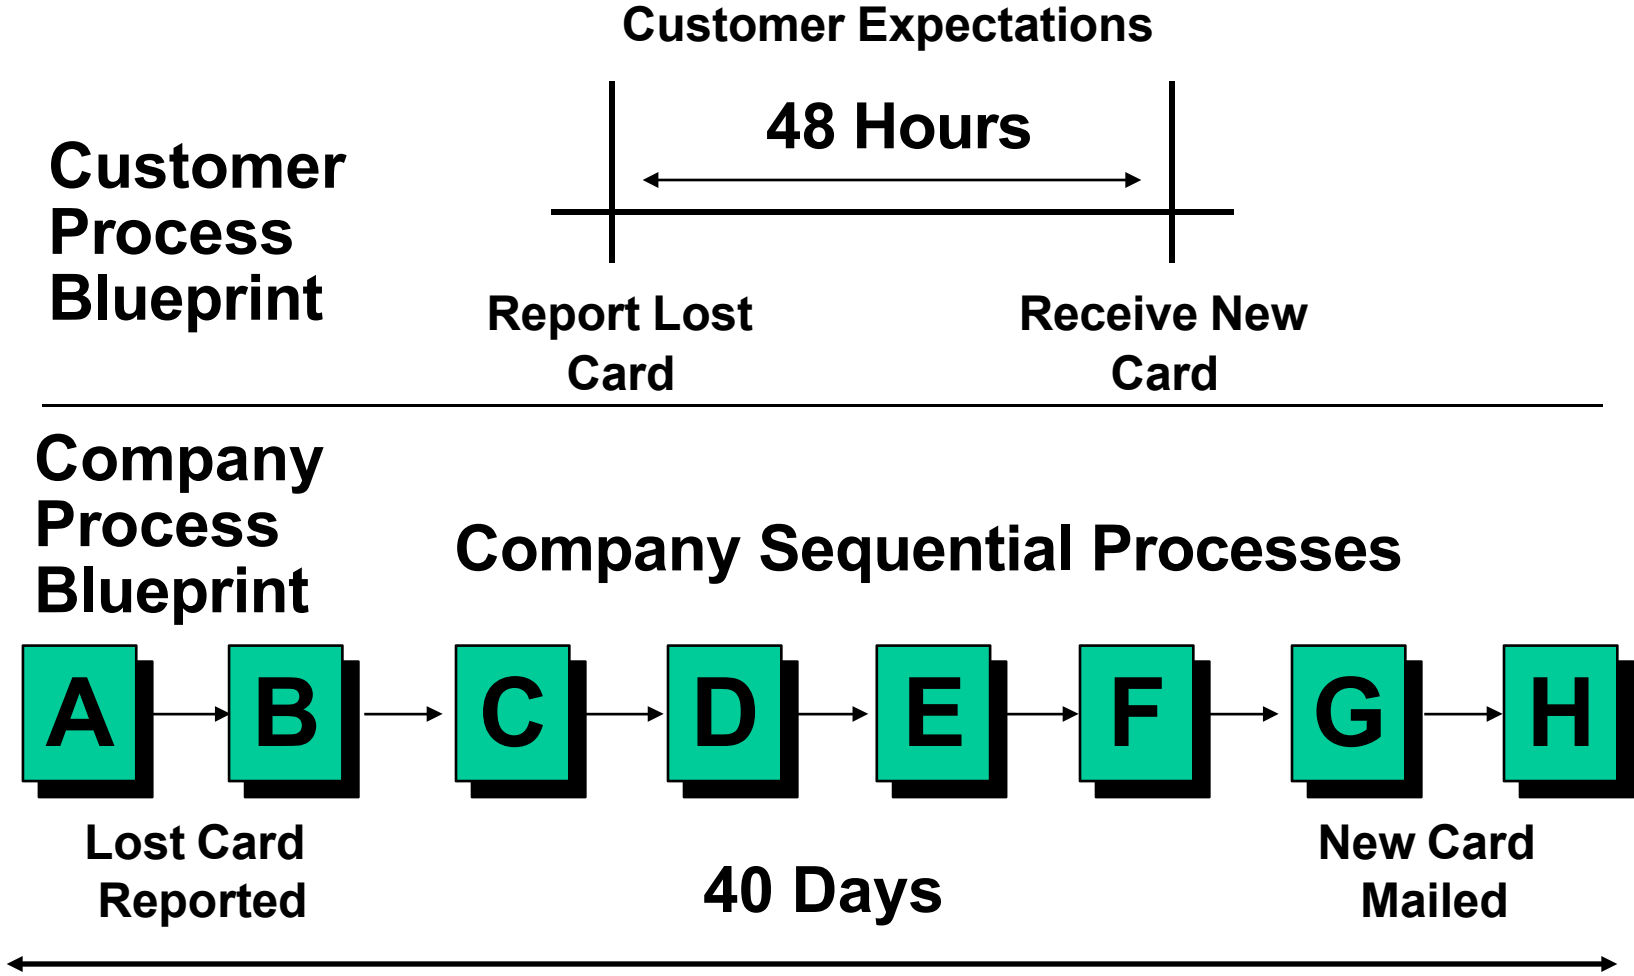 Customer Expectations
48 Hours
Customer
Process
Blueprint
Report Lost
Card
Receive New
Card
Company
Process
Blueprint
Company Sequential Processes
A B C D E F G H
Lost Card
Reported
40 Days
New Card
Mailed